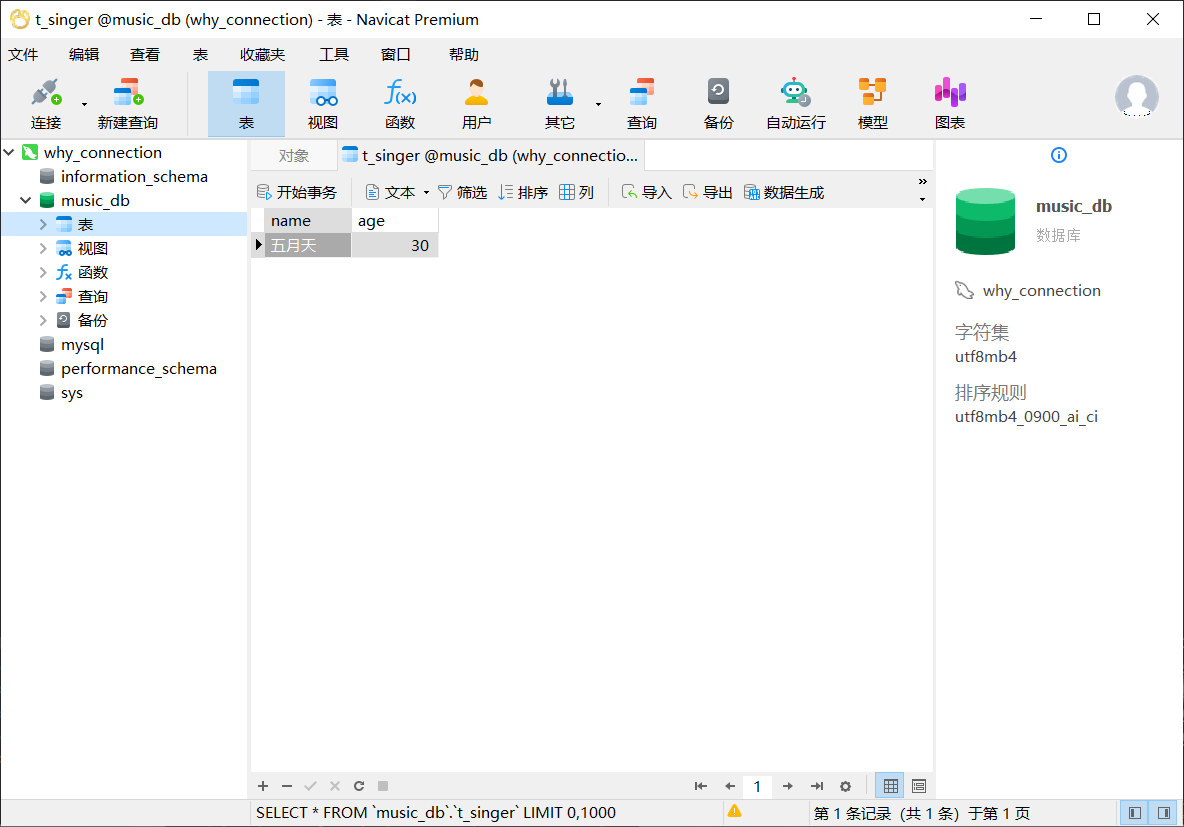 t_singer @music_db (why_connection) - 表 - Navicat Premium
文件 编辑 查看 表 收藏夹 工具 窗口 帮助
连接 新建查询 表 视图 函数 用户 其它 查询 备份 自动运行 模型 图表
why_connection
information_schema
music_db
表
视图
函数
查询
备份
mysql
performance_schema
sys
对象 t_singer @music_db (why_connectio...
开始事务 文本 筛选 排序 列 导入 导出 数据生成
name age
五月天 30
1
SELECT * FROM `music_db`.`t_singer` LIMIT 0,1000 第 1 条记录 (共 1 条) 于第 1 页
music_db
数据库
why_connection
字符集
utf8mb4
排序规则
utf8mb4_0900_ai_ci